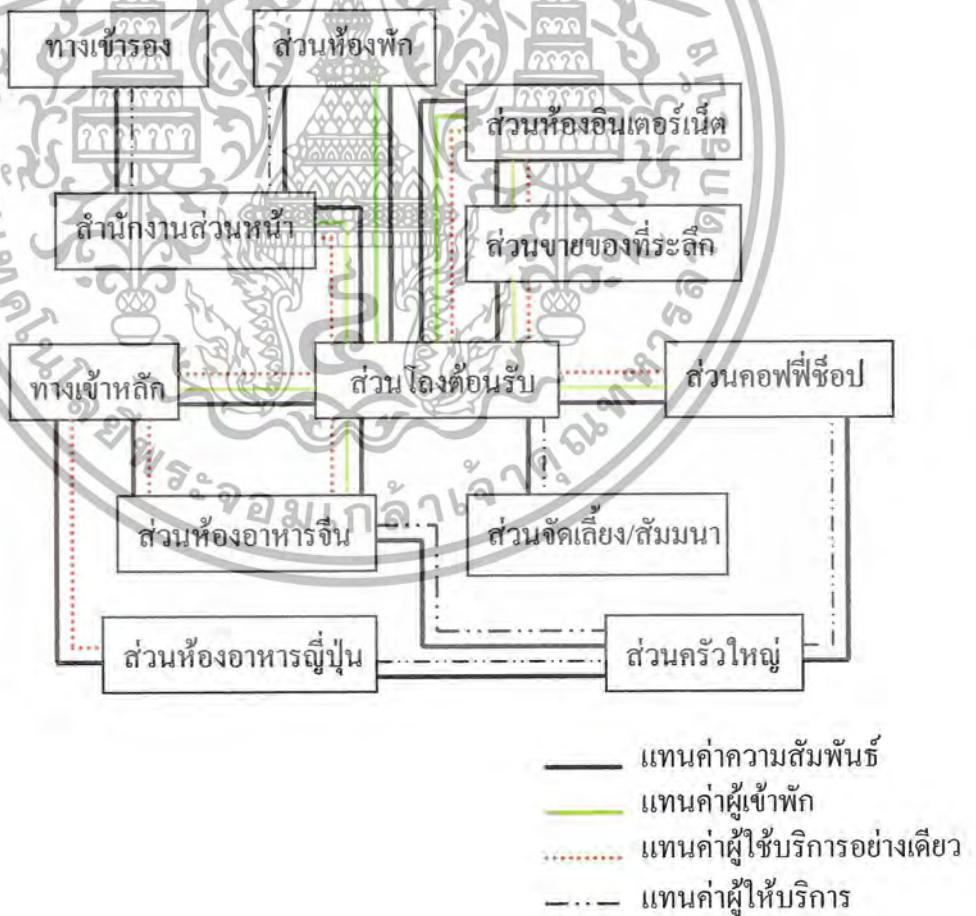 ทางเข้ารอง
ส่วนห้องพัก
ส่วนห้องอินเตอร์เน็ต
สำนักงานส่วนหน้า
ส่วนขายของที่ระลึก
ทางเข้าหลัก
ส่วนโถงต้อนรับ
ส่วนคอฟฟี่ช็อป
ส่วนห้องอาหารจีน
ส่วนจัดเลี้ยง/สัมมนา
ส่วนห้องอาหารญี่ปุ่น
ส่วนครัวใหญ่
แทนค่าความสัมพันธ์
แทนค่าผู้เข้าพัก
แทนค่าผู้ใช้บริการอย่างเดียว
แทนค่าผู้ให้บริการ